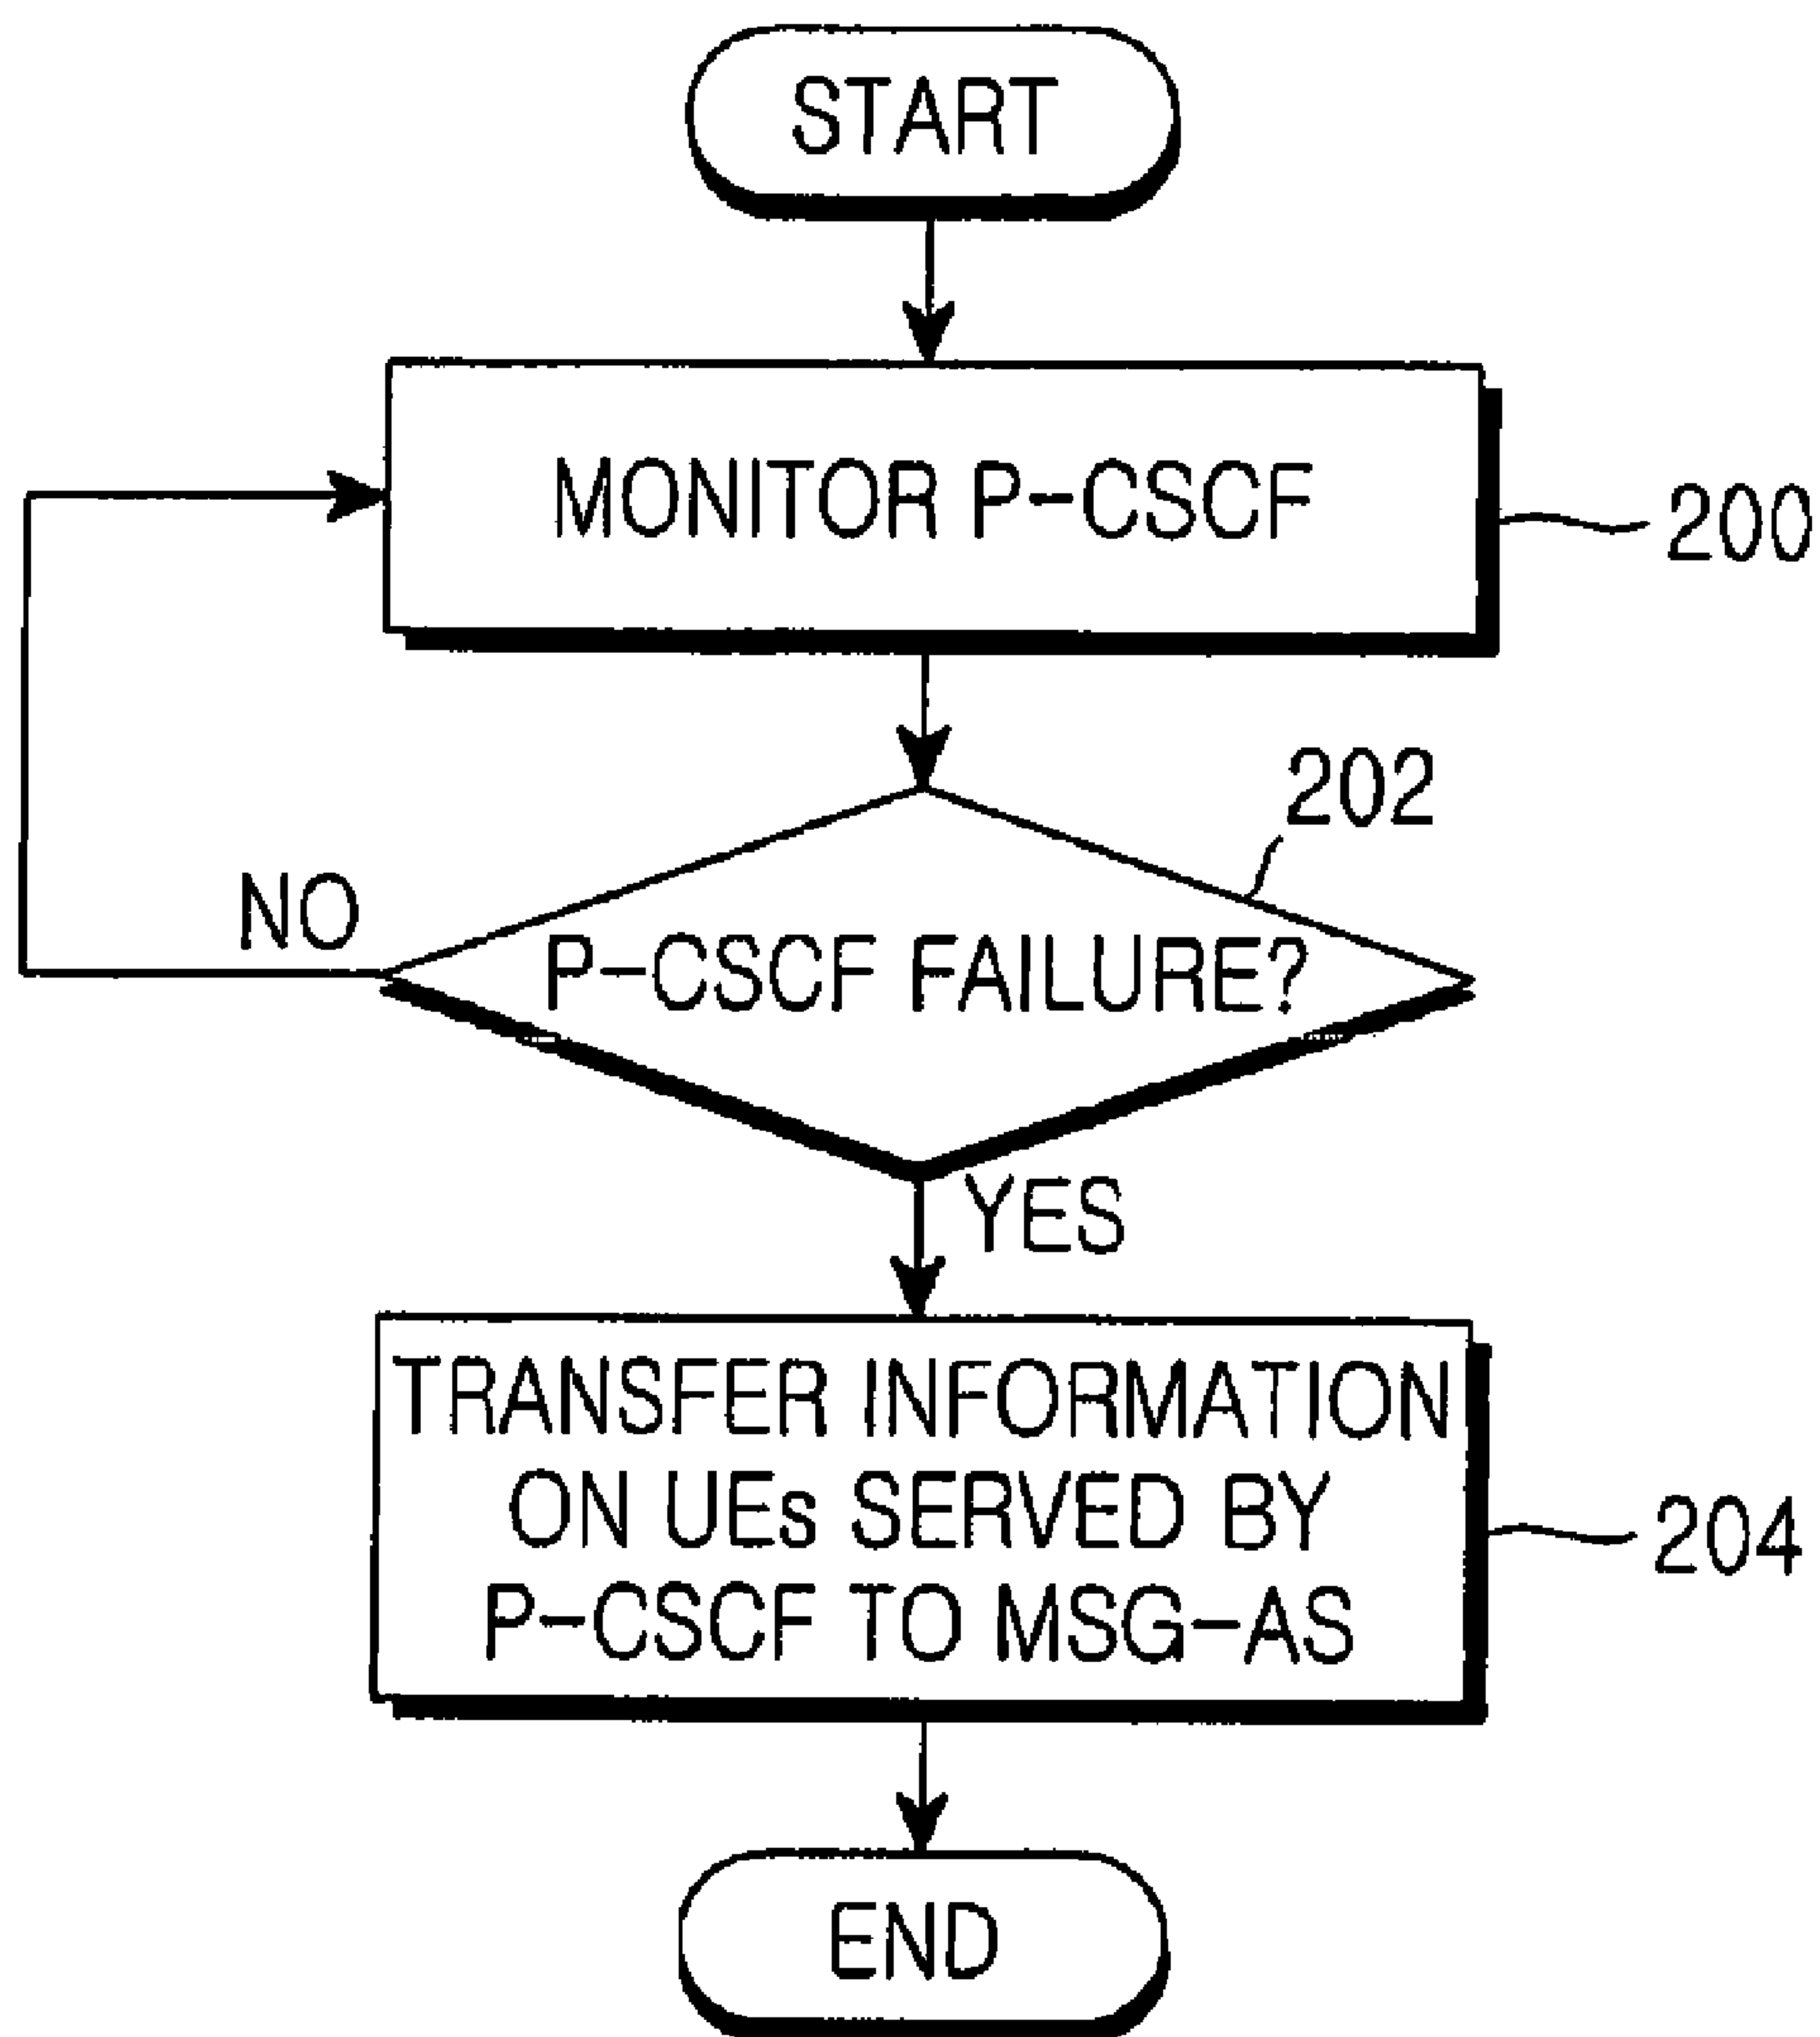 START
MONITOR P-CSCF
200
202
NO
P-CSCF FAILURE?
YES
TRANSFER INFORMATION
ON UEs SERVED BY
P-CSCF TO MSG-AS
204
END